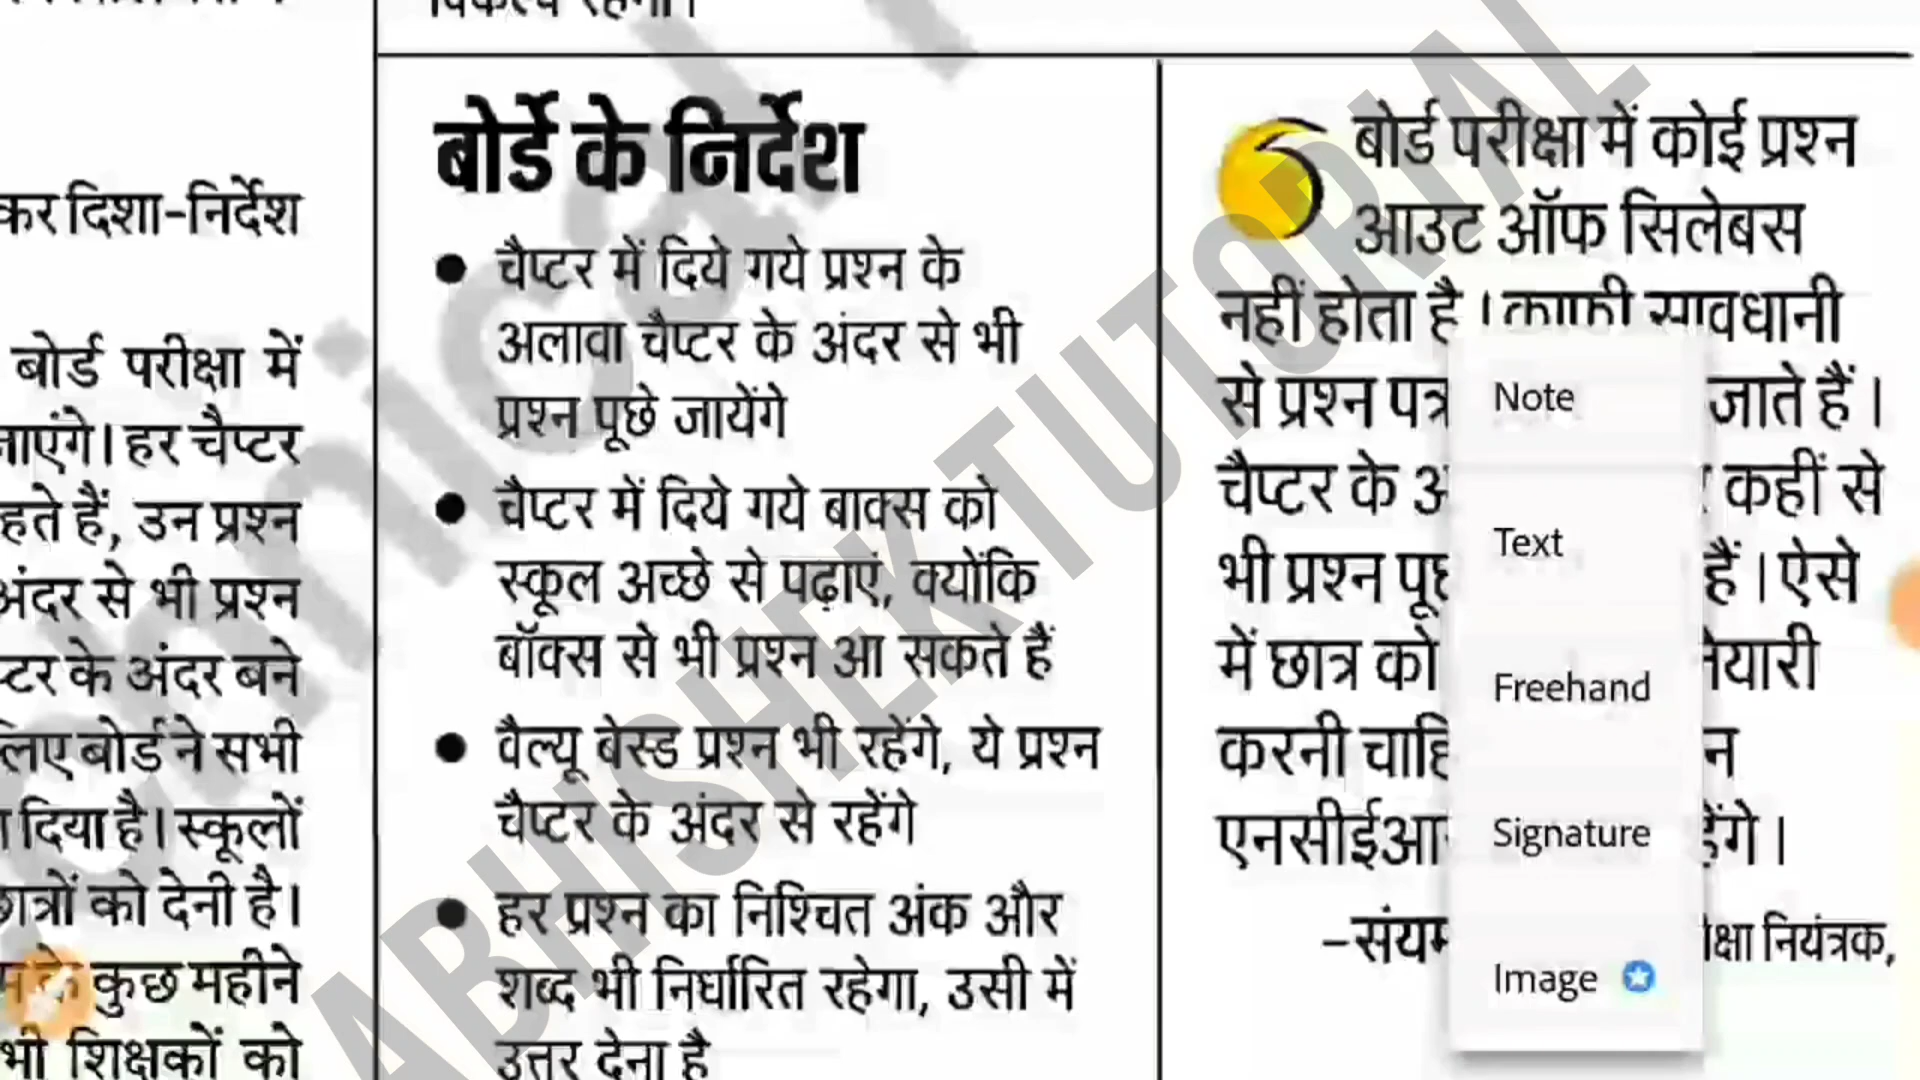 कर दिशा-निर्देश
बोर्ड परीक्षा में
जाएंगे। हर चैप्टर
हते हैं, उन प्रश्न
अंदर से भी प्रश्न
प्टर के अंदर बने
लिए बोर्ड ने सभी
दिया है। स्कूलों
छात्रों को देनी है।
के कुछ महीने
भी शिक्षकों को
बोर्डे के निर्देश
● चैप्टर में दिये गये प्रश्न के
अलावा चैप्टर के अंदर से भी
प्रश्न पूछे जायेंगे
● चैप्टर में दिये गये बाक्स को
स्कूल अच्छे से पढ़ाएं, क्योंकि
बॉक्स से भी प्रश्न आ सकते हैं
● वैल्यू बेस्ड प्रश्न भी रहेंगे, ये प्रश्न
चैप्टर के अंदर से रहेंगे
● हर प्रश्न का निश्चित अंक और
शब्द भी निर्धारित रहेगा, उसी में
उत्तर देना है
बोर्ड परीक्षा में कोई प्रश्न
आउट ऑफ सिलेबस
नहीं होता है। काफी सावधानी
से प्रश्न पत्र जाते हैं।
चैप्टर के कहीं से
भी प्रश्न हैं। ऐसे
में छात्र को
करनी
एनसीईआर
-संयम नियंत्रक,
Note
Text
Freehand
Signature
Image
ABHISHEK TUTORIAL